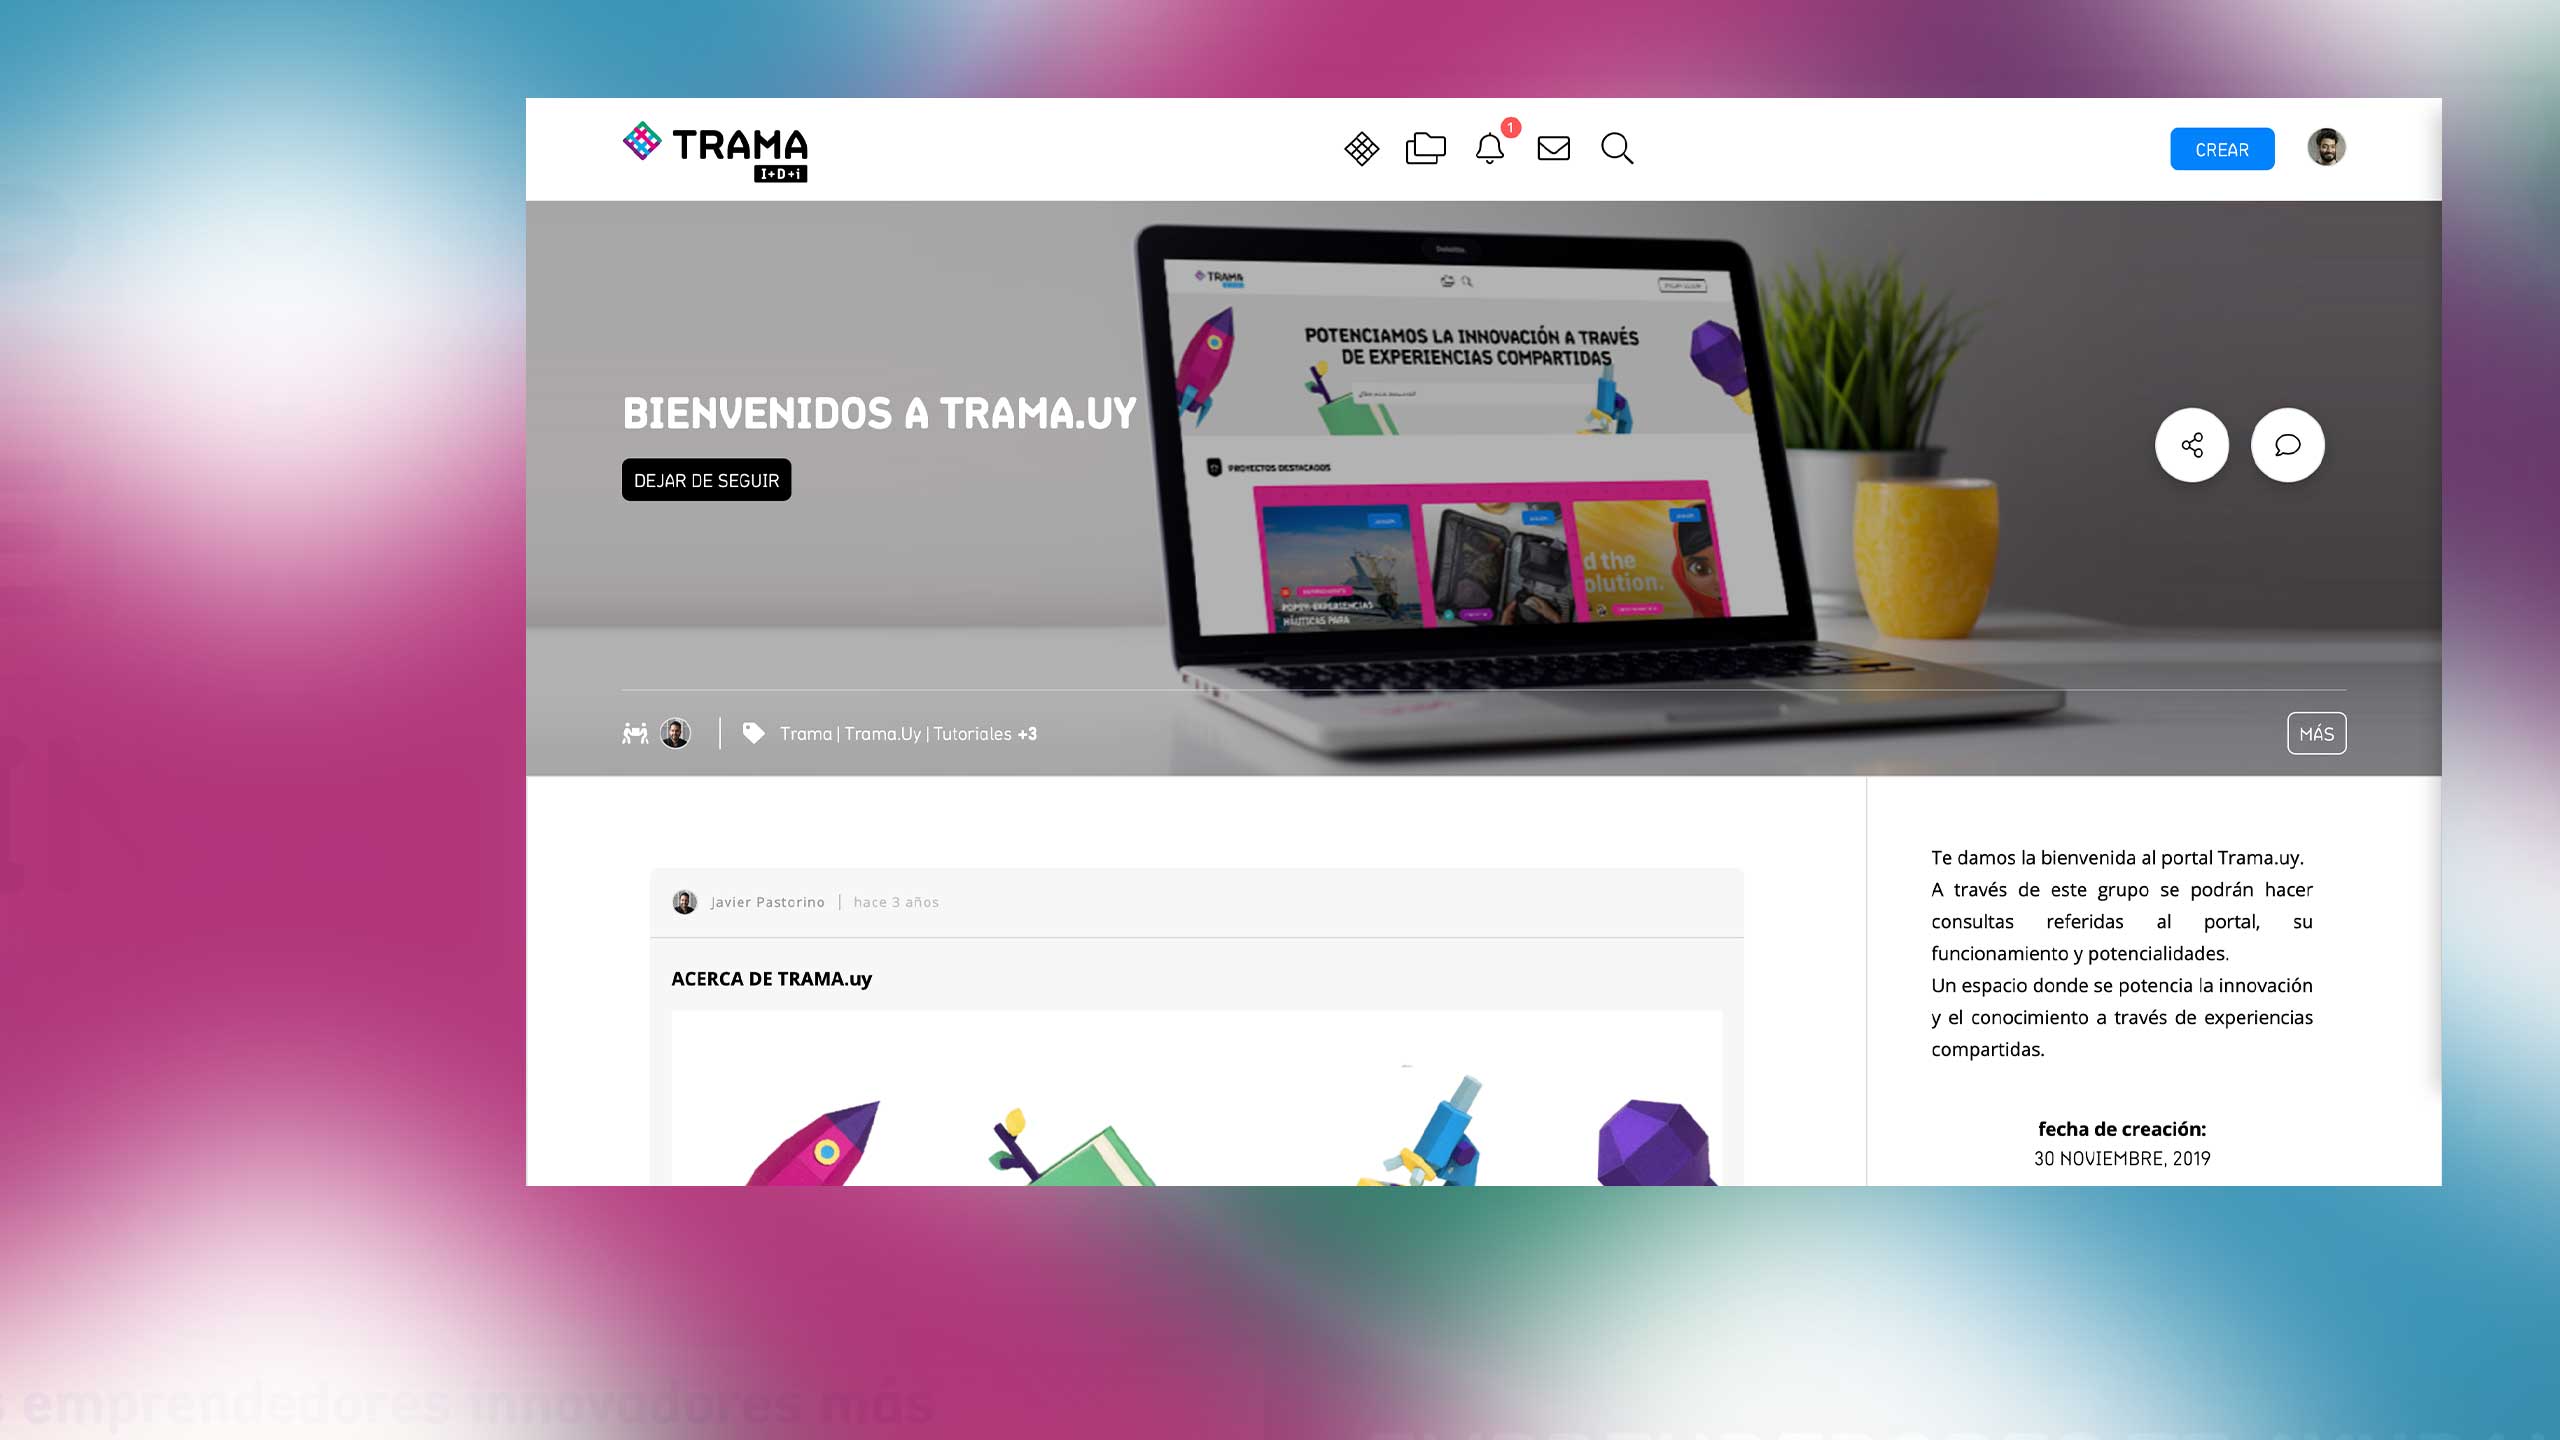 TRAMA
I+D+i
1
CREAR
TRAMA
POTENCIAMOS LA INNOVACIÓN A TRAVÉS
DE EXPERIENCIAS COMPARTIDAS
BIENVENIDOS A TRAMA.UY
DEJAR DE SEGUIR
PROYECTOS DESTACADOS
d the
olution.
EXPERIENCIAS
NÁUTICAS PARA
Trama | Trama.Uy | Tutoriales +3
MÁS
Javier Pastorino | hace 3 años
ACERCA DE TRAMA.uy
Te damos la bienvenida al portal Trama.uy.
A través de este grupo se podrán hacer
consultas referidas al portal, su
funcionamiento y potencialidades.
Un espacio donde se potencia la innovación
y el conocimiento a través de experiencias
compartidas.
fecha de creación:
30 NOVIEMBRE, 2019
s emprendedores innovadores más